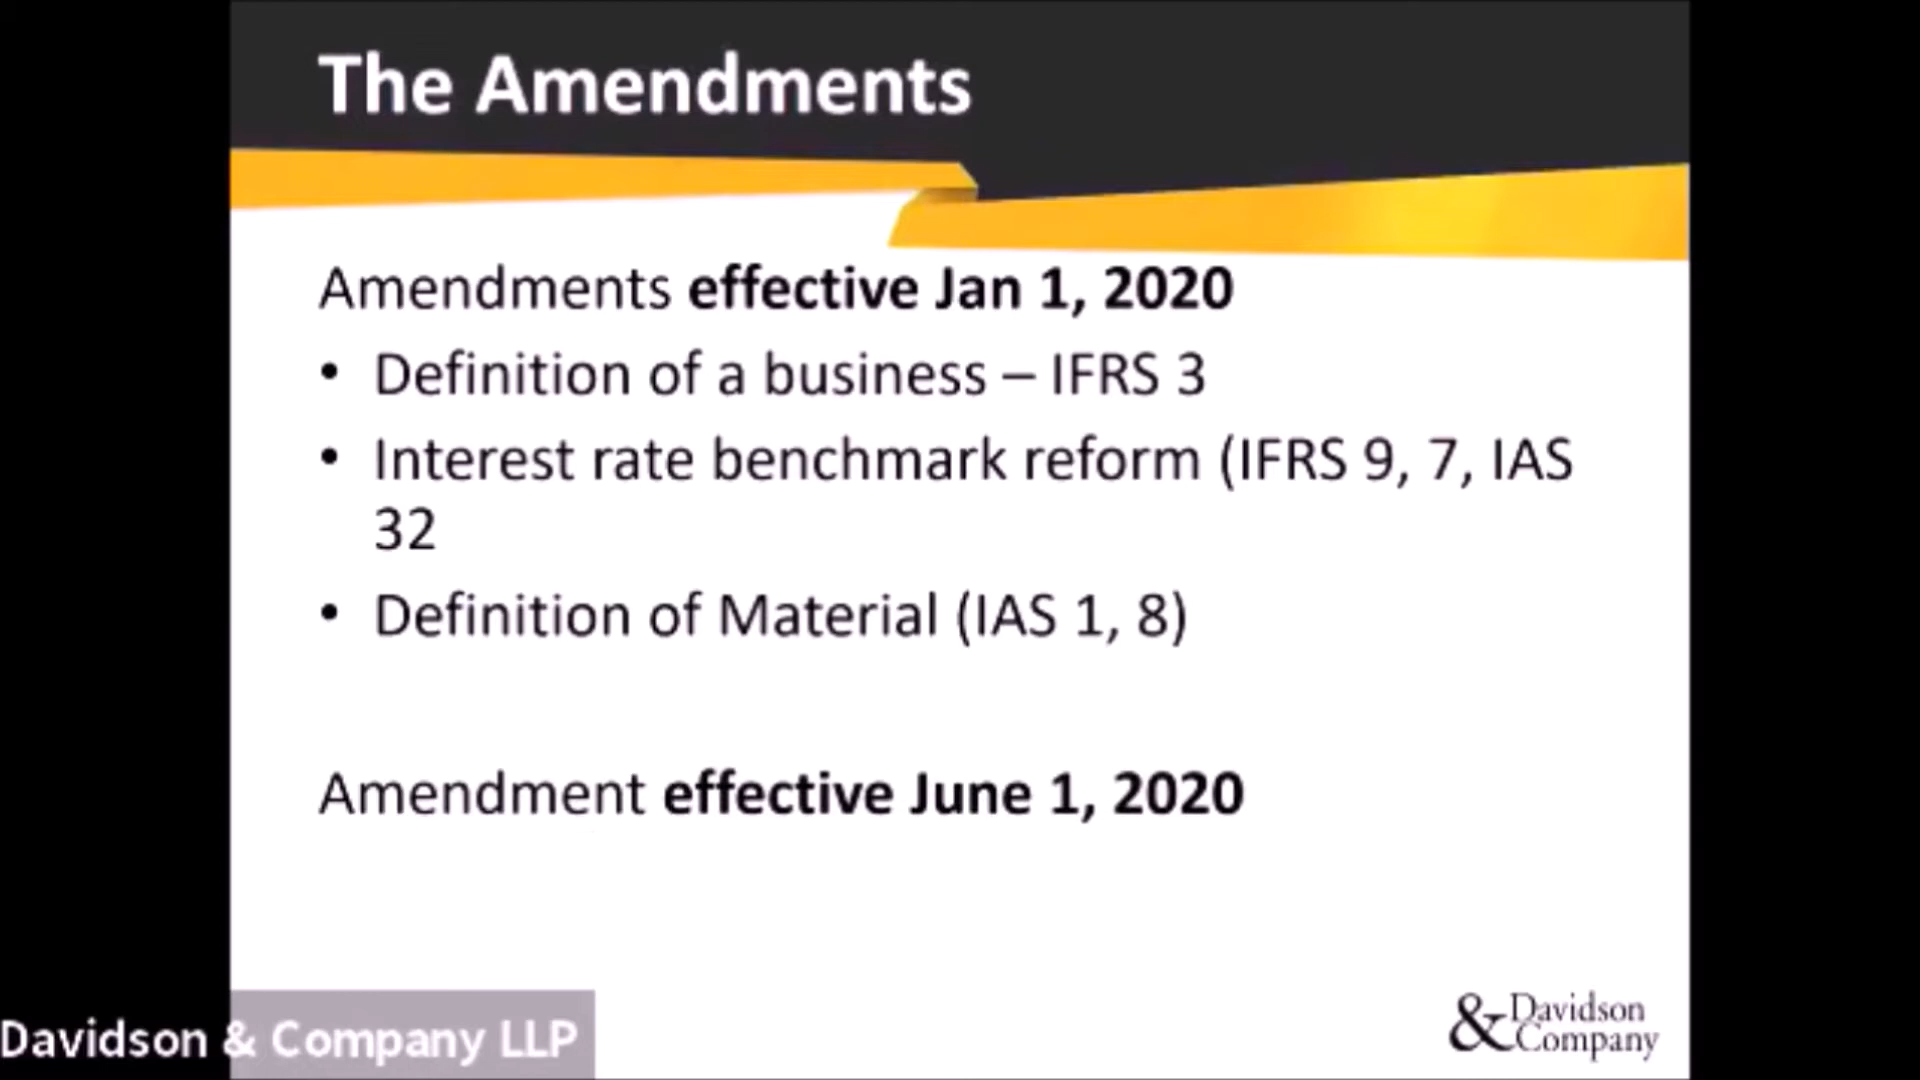 The Amendments
Amendments effective Jan 1, 2020
• Definition of a business – IFRS 3
• Interest rate benchmark reform (IFRS 9, 7, IAS
32
• Definition of Material (IAS 1, 8)
Amendment effective June 1, 2020
Davidson & Company LLP
& Davidson
Company